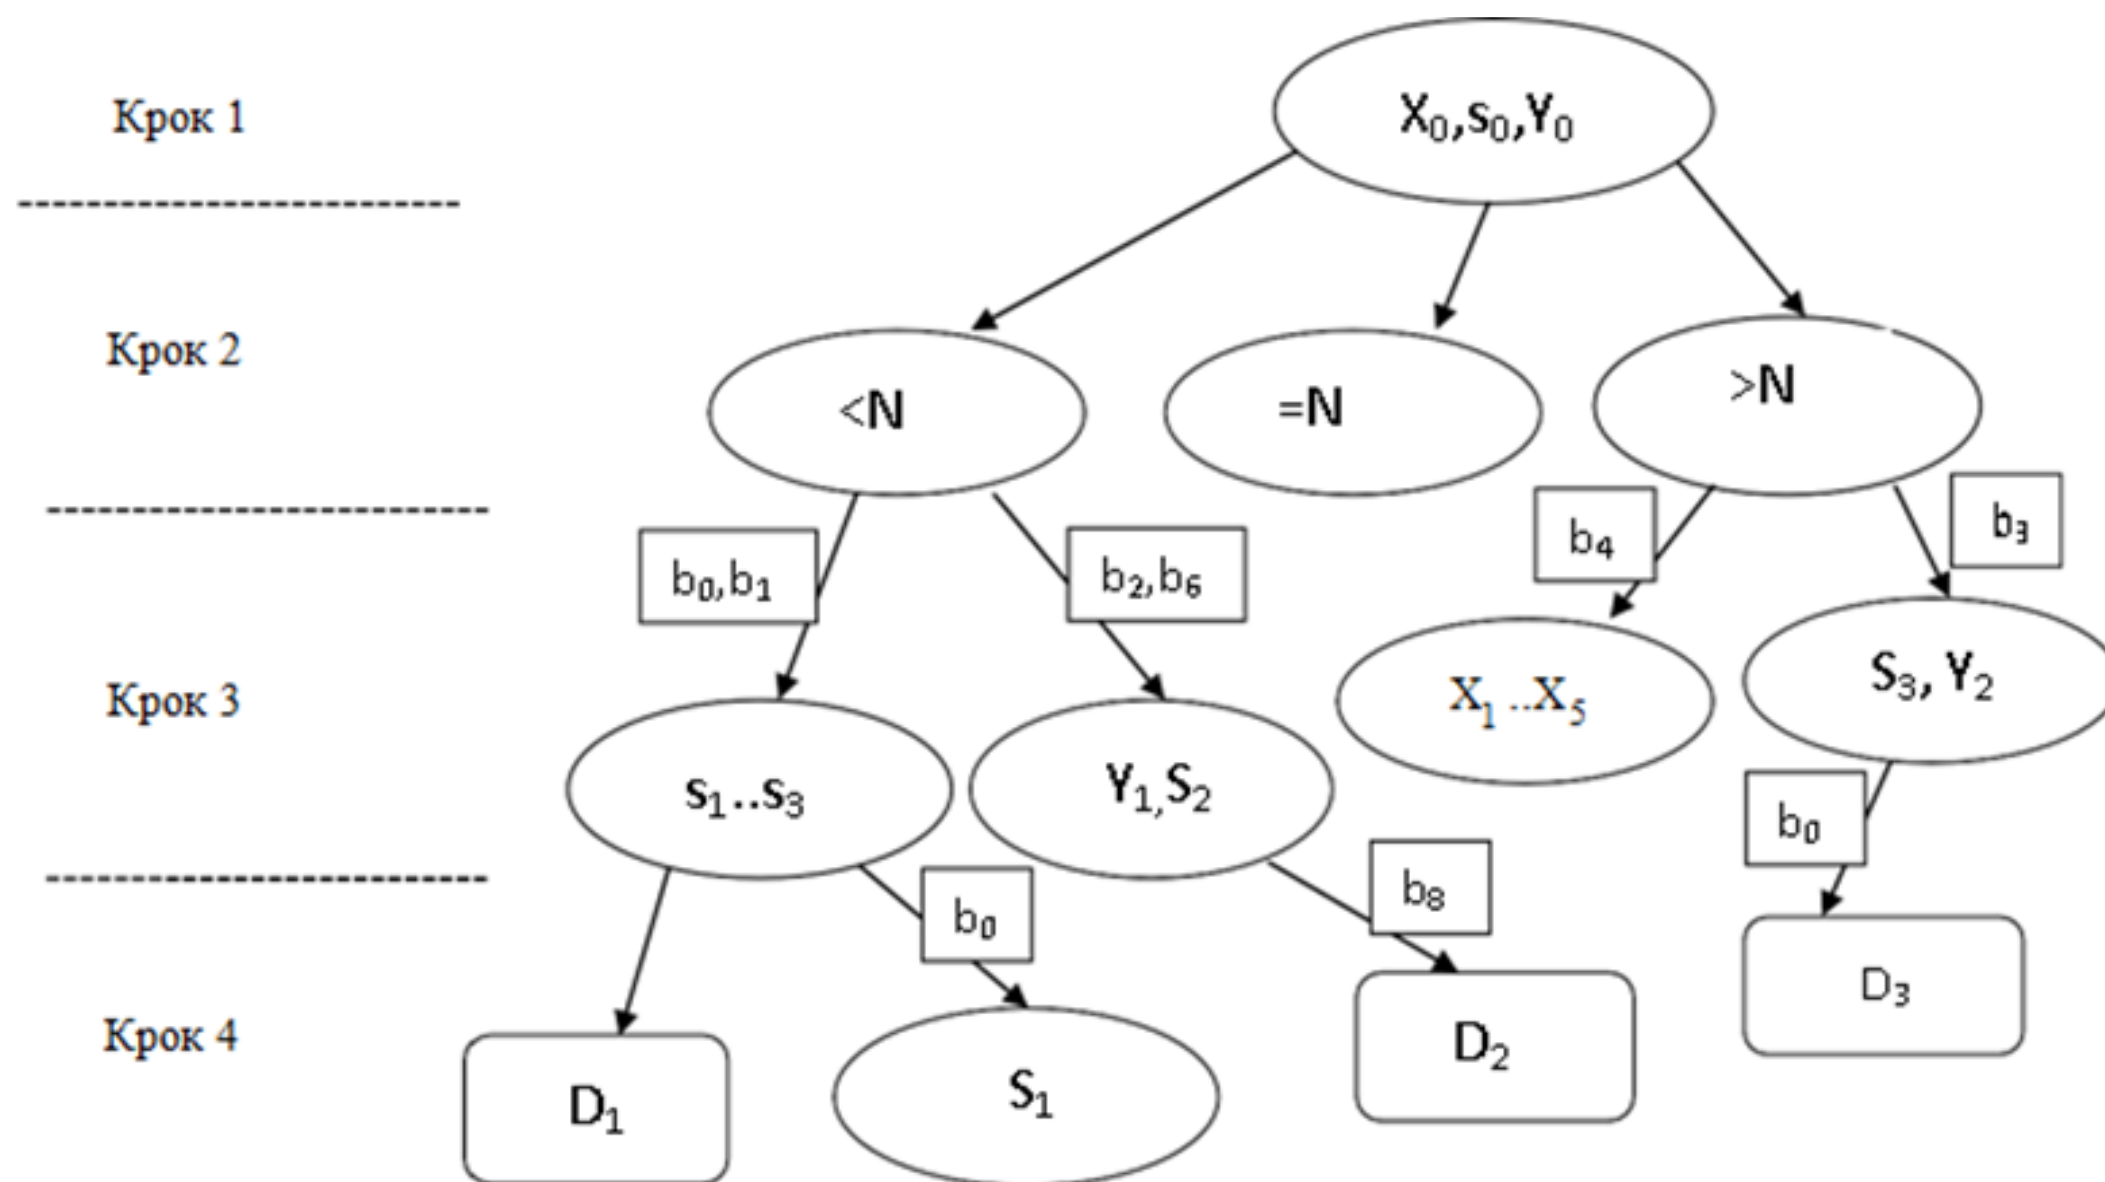 Крок 1
X₀,s₀,Y₀
Крок 2
<N
=N
>N
b₀,b₁
b₂,b₆
b₄
b₃
Крок 3
s₁..s₃
Y₁,S₂
X₁ ..X₅
S₃, Y₂
b₀
b₈
b₀
Крок 4
D₁
S₁
D₂
D₃